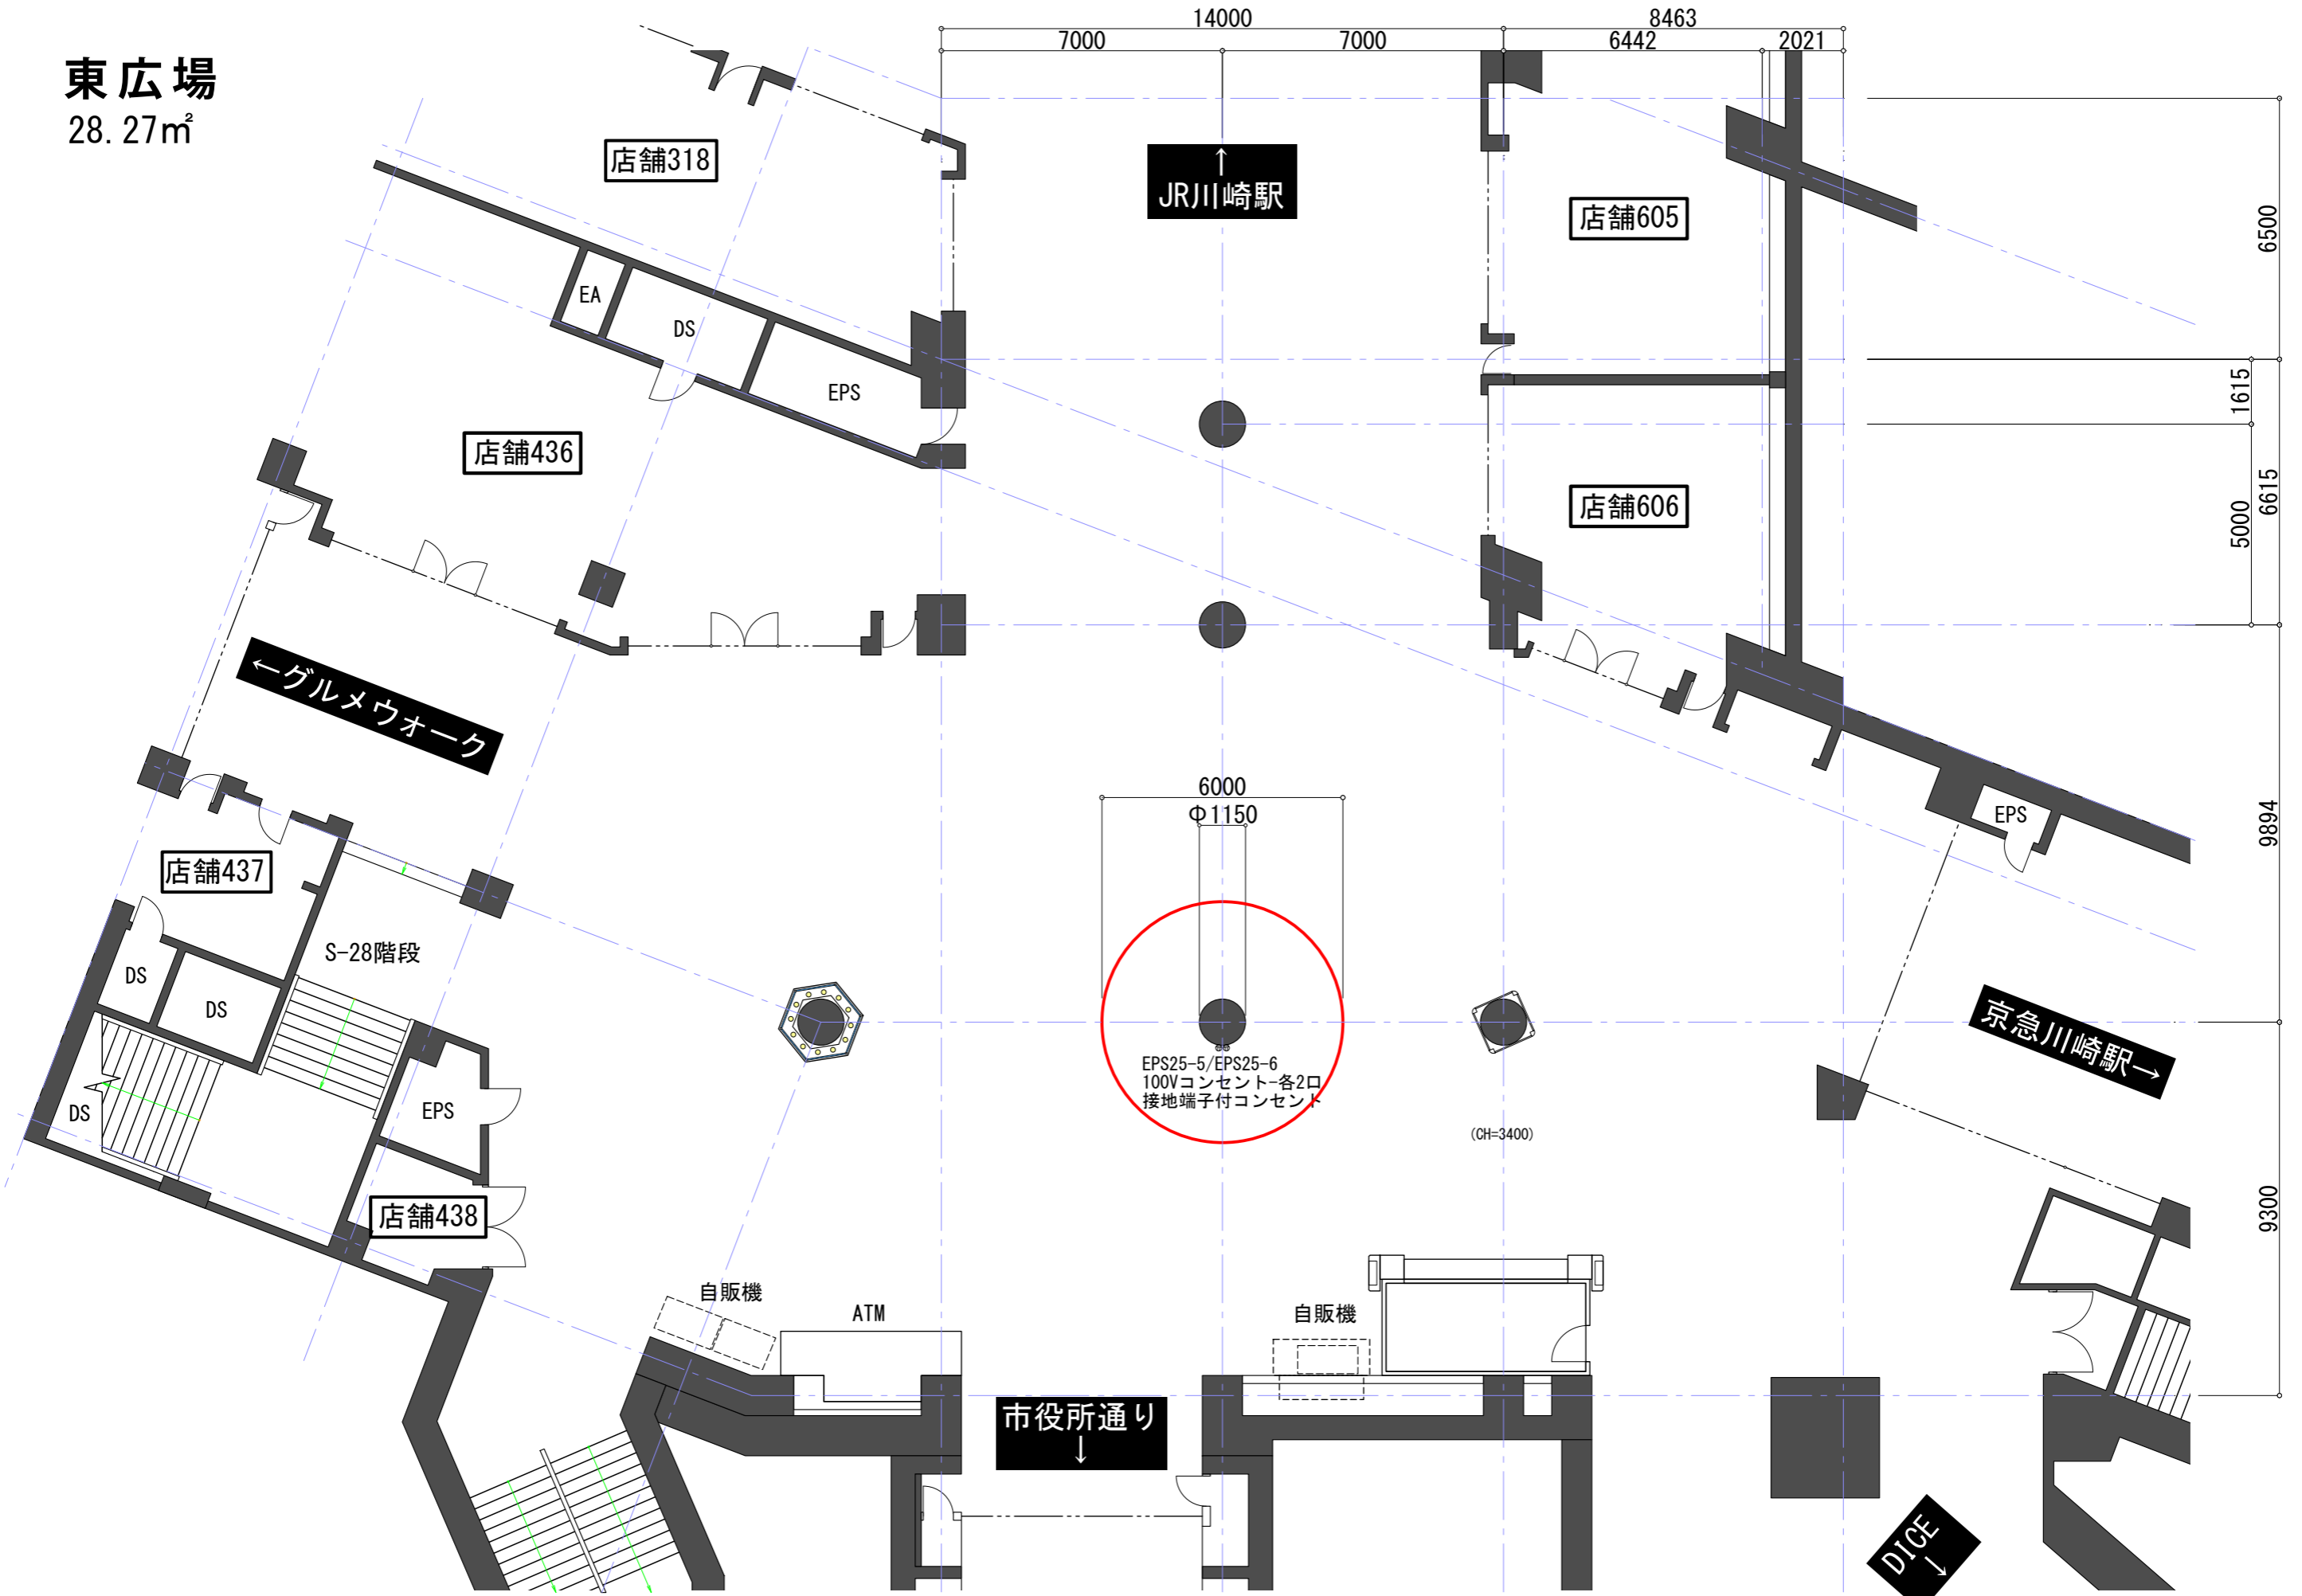 東広場
28.27㎡
14000
8463
7000
7000
6442
2021
店舗318
↑
JR川崎駅
店舗605
6500
EA
DS
EPS
1615
店舗436
店舗606
5000
6615
←グルメウオーク
6000
Φ1150
EPS
9894
店舗437
S-28階段
DS
DS
京急川崎駅→
EPS25-5/EPS25-6
100Vコンセント-各2口
接地端子付コンセント
(CH=3400)
DS
EPS
店舗438
9300
自販機
ATM
自販機
市役所通り
↓
DICE
↓